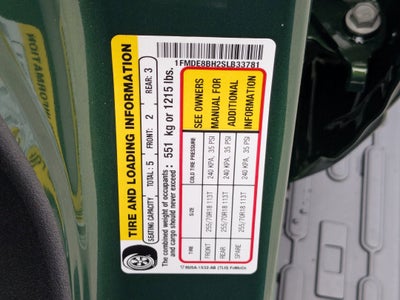 1FMDE8BH2SLB33781
TIRE AND LOADING INFORMATION
SEATING CAPACITY TOTAL: 5 FRONT: 2 REAR: 3
The combined weight of occupants
and cargo should never exceed : 551 kg or 1215 lbs.
TIRE SIZE COLD TIRE PRESSURE
FRONT 255/70R18 113T 240 KPA, 35 PSI
REAR 255/70R18 113T 240 KPA, 35 PSI
SPARE 255/70R18 113T 240 KPA, 35 PSI
SEE OWNERS
MANUAL FOR
ADDITIONAL
INFORMATION